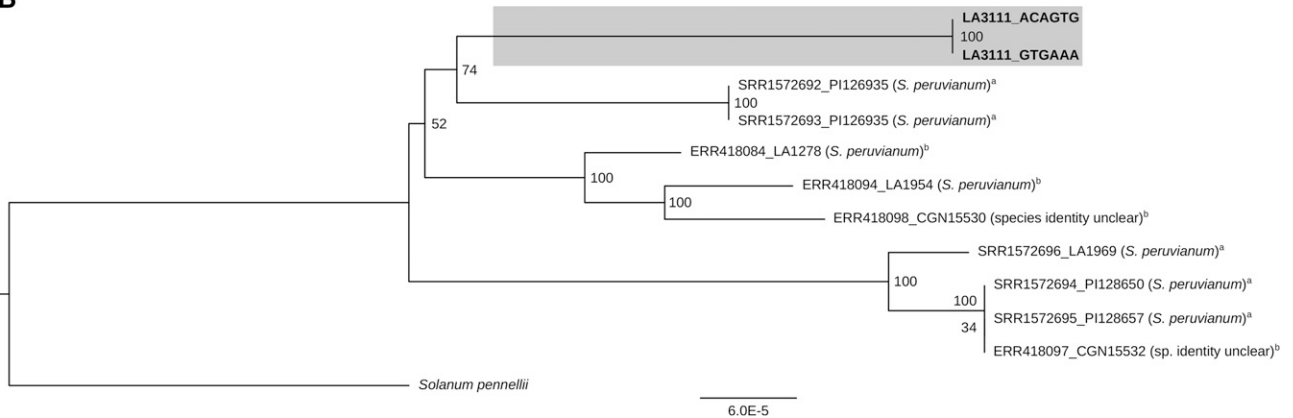 B
LA3111_ACAGTG
100
LA3111_GTGAAA
74
SRR1572692_PI126935 (S. peruvianum)a
100
SRR1572693_PI126935 (S. peruvianum)a
52
ERR418084_LA1278 (S. peruvianum)b
100
ERR418094_LA1954 (S. peruvianum)b
100
ERR418098_CGN15530 (species identity unclear)b
SRR1572696_LA1969 (S. peruvianum)a
100
SRR1572694_PI128650 (S. peruvianum)a
100
SRR1572695_PI128657 (S. peruvianum)a
34
ERR418097_CGN15532 (sp. identity unclear)b
Solanum pennellii
6.0E-5